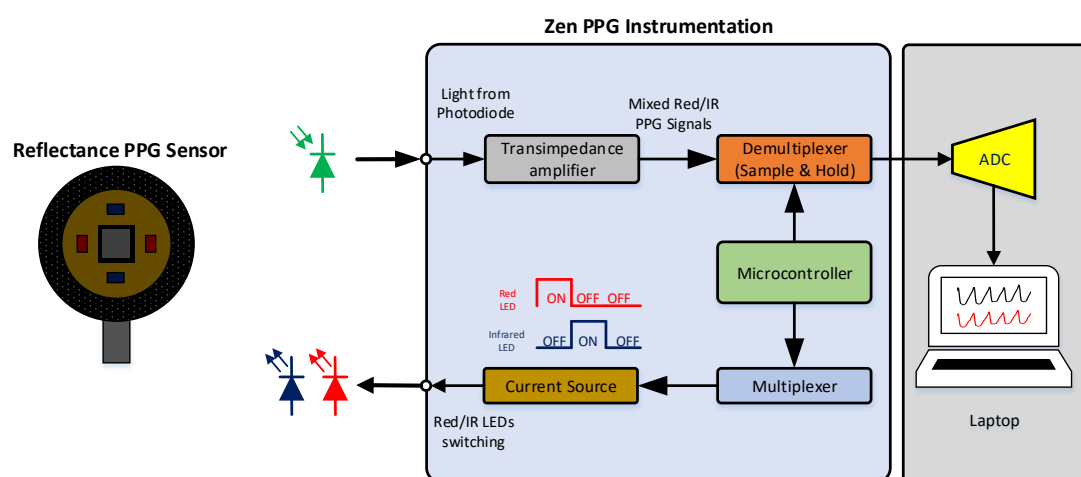 Zen PPG Instrumentation
Reflectance PPG Sensor
Light from
Photodiode
Transimpedance
amplifier
Mixed Red/IR
PPG Signals
Demultiplexer
(Sample & Hold)
ADC
Microcontroller
Red
LED
ON OFF OFF
Infrared
LED
OFF ON OFF
Current Source
Multiplexer
Red/IR LEDs
switching
Laptop